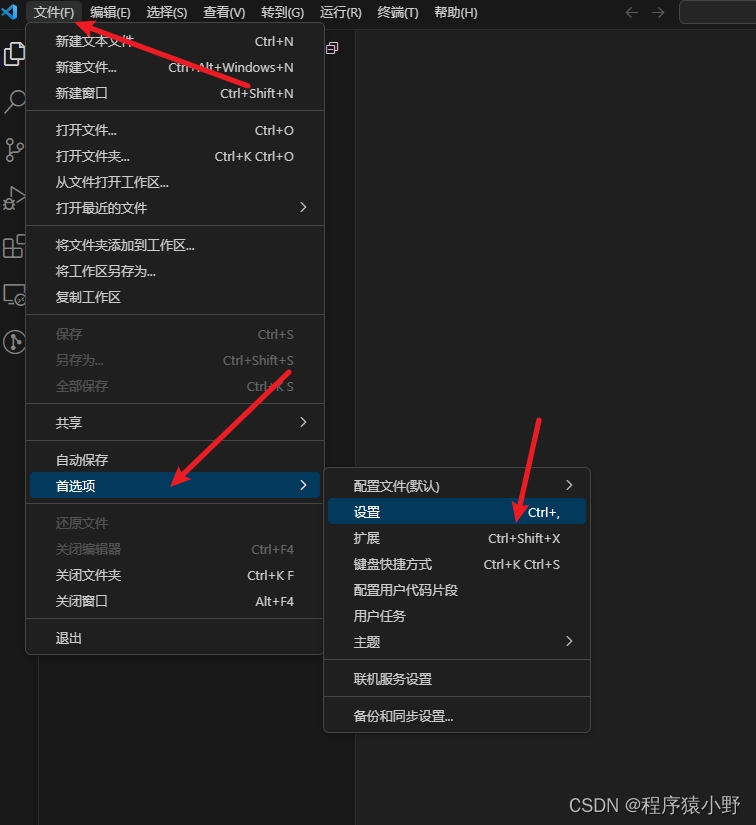 文件(F) 编辑(E) 选择(S) 查看(V) 转到(G) 运行(R) 终端(T) 帮助(H)
新建文本文件 Ctrl+N
新建文件... Ctrl+Alt+Windows+N
新建窗口 Ctrl+Shift+N
打开文件... Ctrl+O
打开文件夹... Ctrl+K Ctrl+O
从文件打开工作区...
打开最近的文件
将文件夹添加到工作区...
将工作区另存为...
复制工作区
保存 Ctrl+S
另存为... Ctrl+Shift+S
全部保存 Ctrl+K S
共享
自动保存
首选项
还原文件
关闭编辑器 Ctrl+F4
关闭文件夹 Ctrl+K F
关闭窗口 Alt+F4
退出
配置文件(默认)
设置 Ctrl+,
扩展 Ctrl+Shift+X
键盘快捷方式 Ctrl+K Ctrl+S
配置用户代码片段
用户任务
主题
联机服务设置
备份和同步设置...
CSDN @程序猿小野